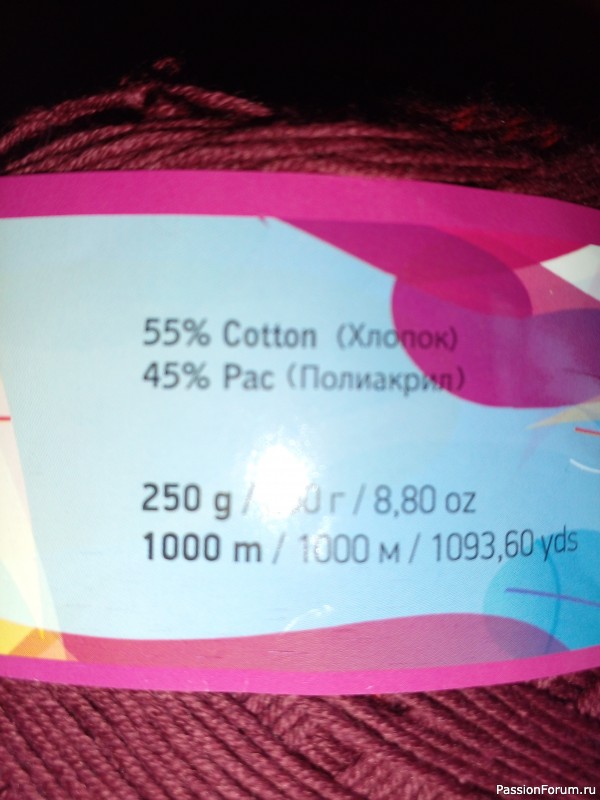 55% Cotton (Хлопок)
45% Pac (Полиакрил)
250 g / г / 8,80 oz
1000 m / 1000 м / 1093,60 yds
PassionForum.ru